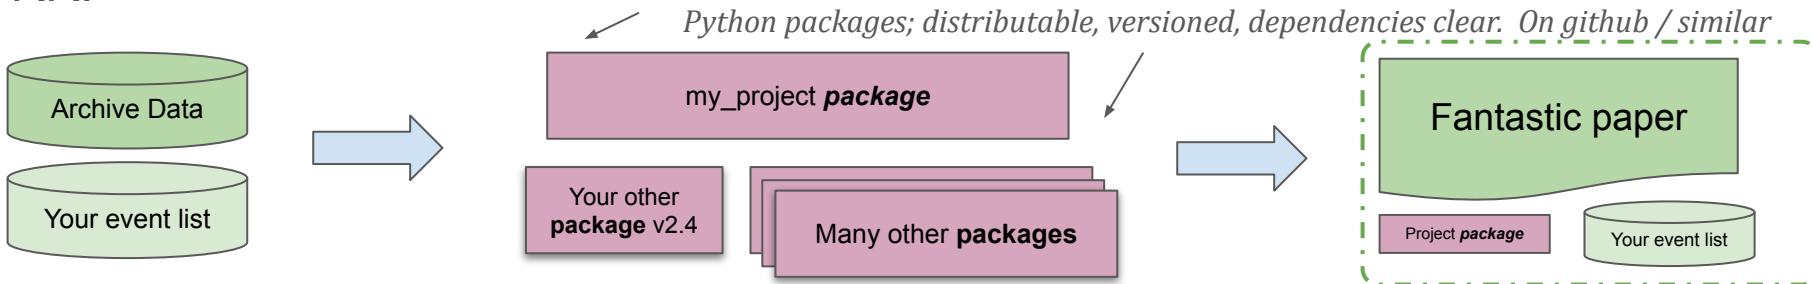 Python packages; distributable, versioned, dependencies clear. On github / similar
Archive Data
Your event list
my_project package
Your other
package v2.4
Many other packages
Fantastic paper
Project package
Your event list